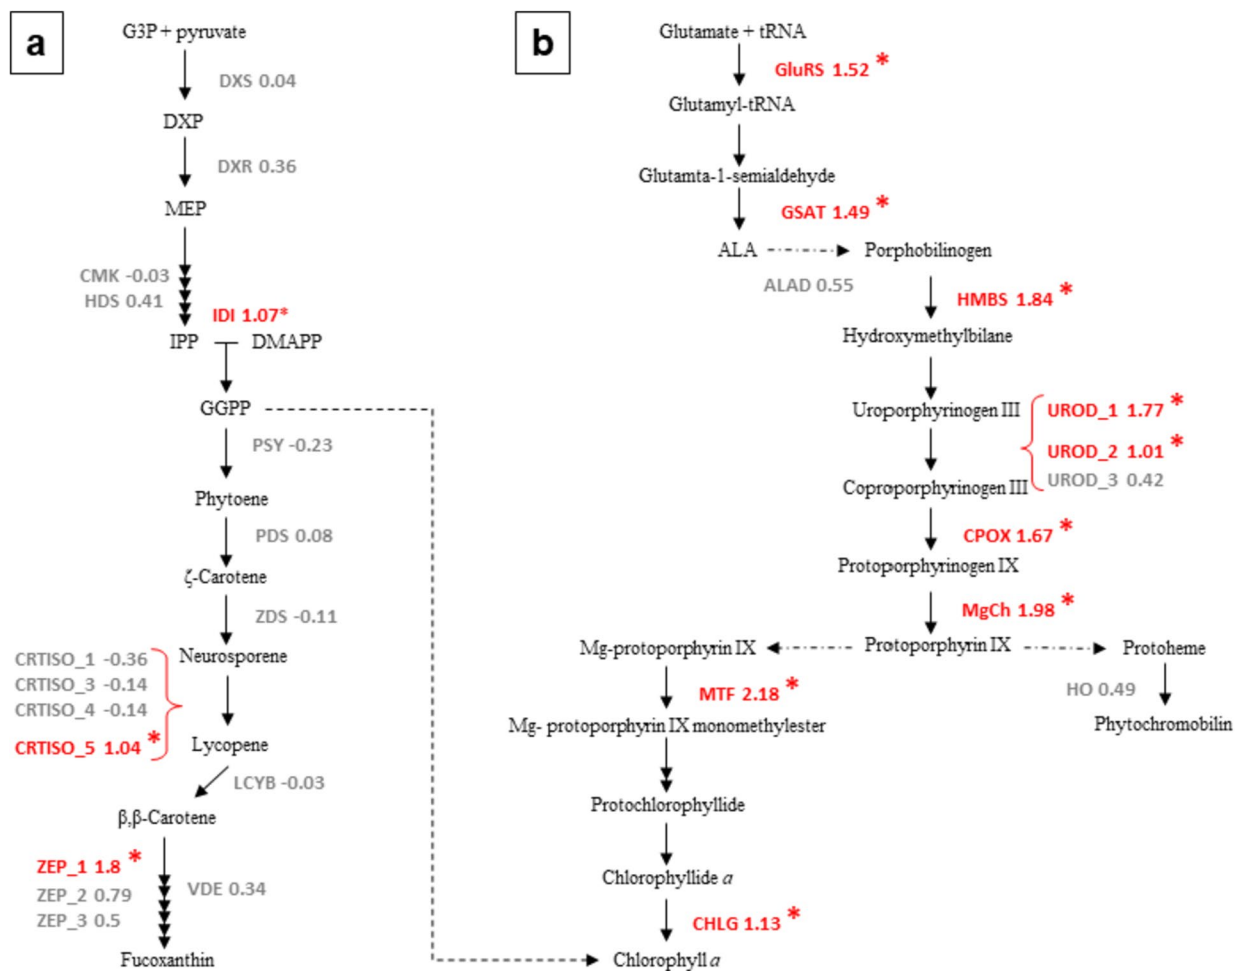 a
G3P + pyruvate
DXS 0.04
DXP
DXR 0.36
MEP
CMK -0.03
HDS 0.41
IDI 1.07*
IPP
DMAPP
GGPP
PSY -0.23
Phytoene
PDS 0.08
ζ-Carotene
ZDS -0.11
Neurosporene
CRTISO_1 -0.36
CRTISO_3 -0.14
CRTISO_4 -0.14
CRTISO_5 1.04 *
Lycopene
LCYB -0.03
β,β-Carotene
ZEP_1 1.8 *
ZEP_2 0.79
ZEP_3 0.5
VDE 0.34
Fucoxanthin
b
Glutamate + tRNA
GluRS 1.52 *
Glutamyl-tRNA
Glutamta-1-semialdehyde
GSAT 1.49 *
ALA
Porphobilinogen
ALAD 0.55
HMBS 1.84 *
Hydroxymethylbilane
Uroporphyrinogen III
UROD_1 1.77 *
UROD_2 1.01 *
UROD_3 0.42
Coproporphyrinogen III
CPOX 1.67 *
Protoporphyrinogen IX
MgCh 1.98 *
Mg-protoporphyrin IX
Protoporphyrin IX
Protoheme
MTF 2.18 *
HO 0.49
Mg- protoporphyrin IX monomethylester
Phytochromobilin
Protochlorophyllide
Chlorophyllide a
CHLG 1.13 *
Chlorophyll a